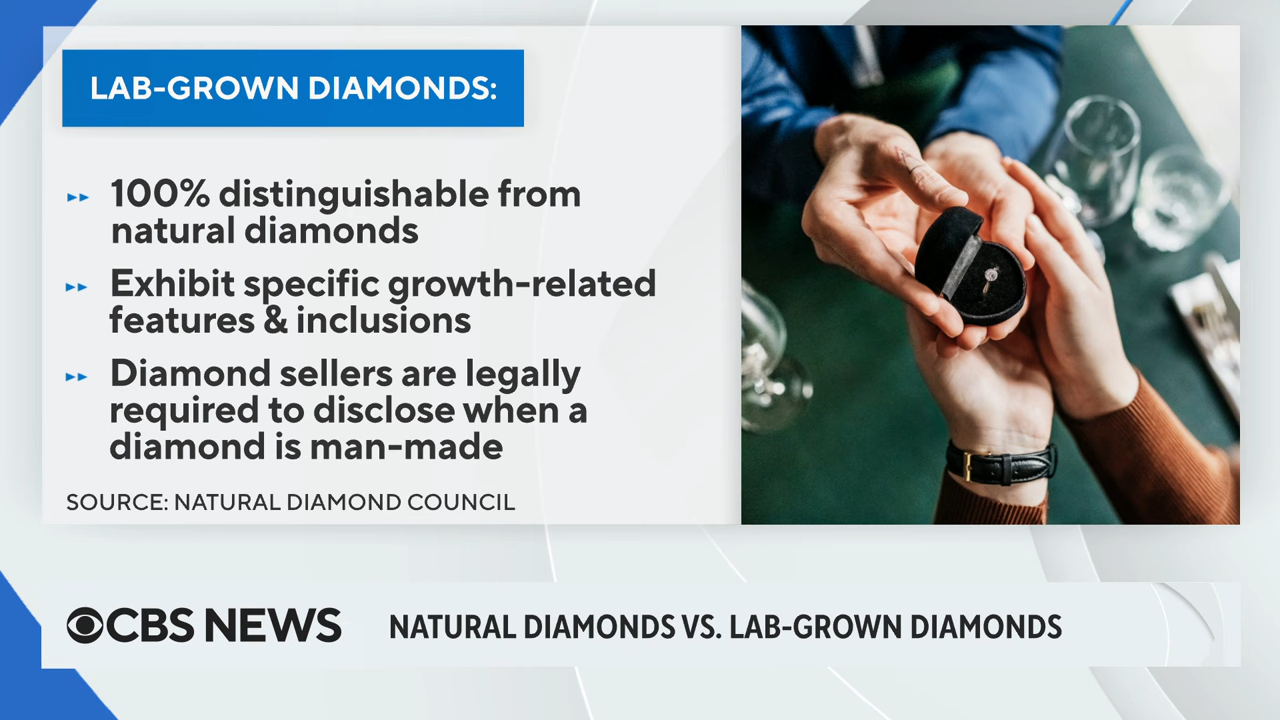 LAB-GROWN DIAMONDS:
100% distinguishable from
natural diamonds
Exhibit specific growth-related
features & inclusions
Diamond sellers are legally
required to disclose when a
diamond is man-made
SOURCE: NATURAL DIAMOND COUNCIL
CBS NEWS
NATURAL DIAMONDS VS. LAB-GROWN DIAMONDS